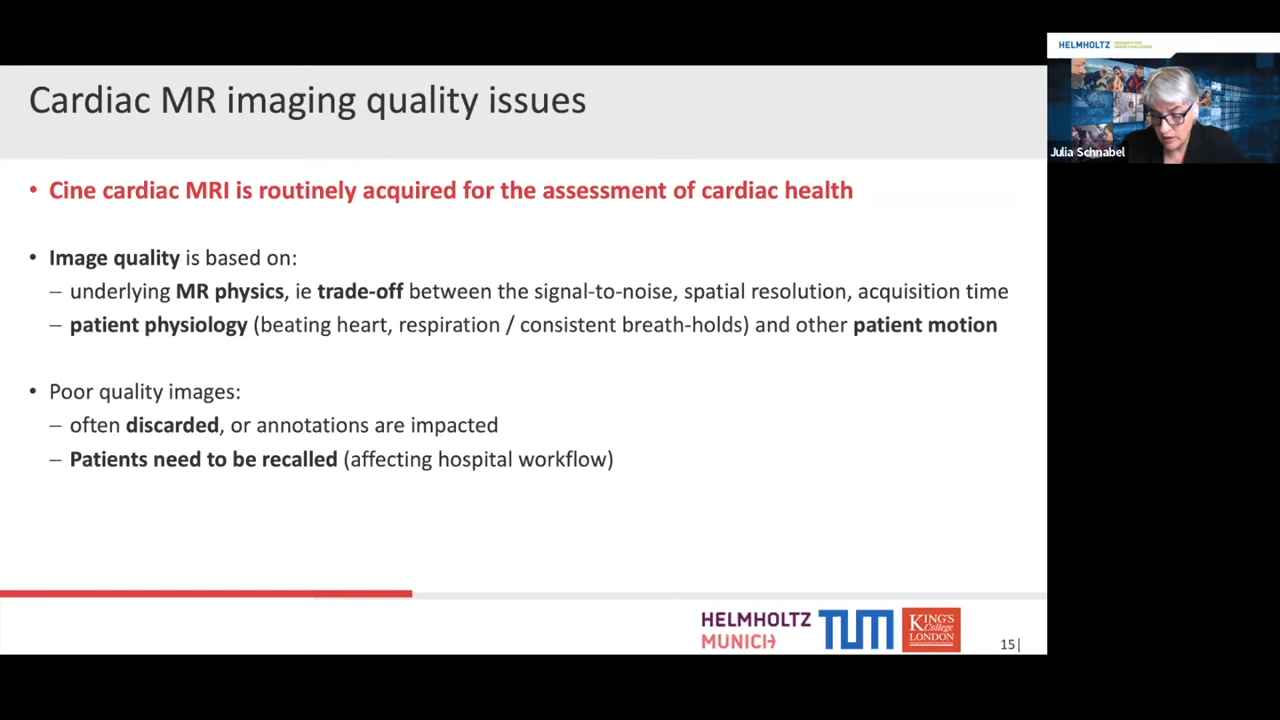 Cardiac MR imaging quality issues
• Cine cardiac MRI is routinely acquired for the assessment of cardiac health
• Image quality is based on:
– underlying MR physics, ie trade-off between the signal-to-noise, spatial resolution, acquisition time
– patient physiology (beating heart, respiration / consistent breath-holds) and other patient motion
• Poor quality images:
– often discarded, or annotations are impacted
– Patients need to be recalled (affecting hospital workflow)
HELMHOLTZ
MUNICH
TUM
KING'S
College
LONDON
15|
HELMHOLTZ
Julia Schnabel